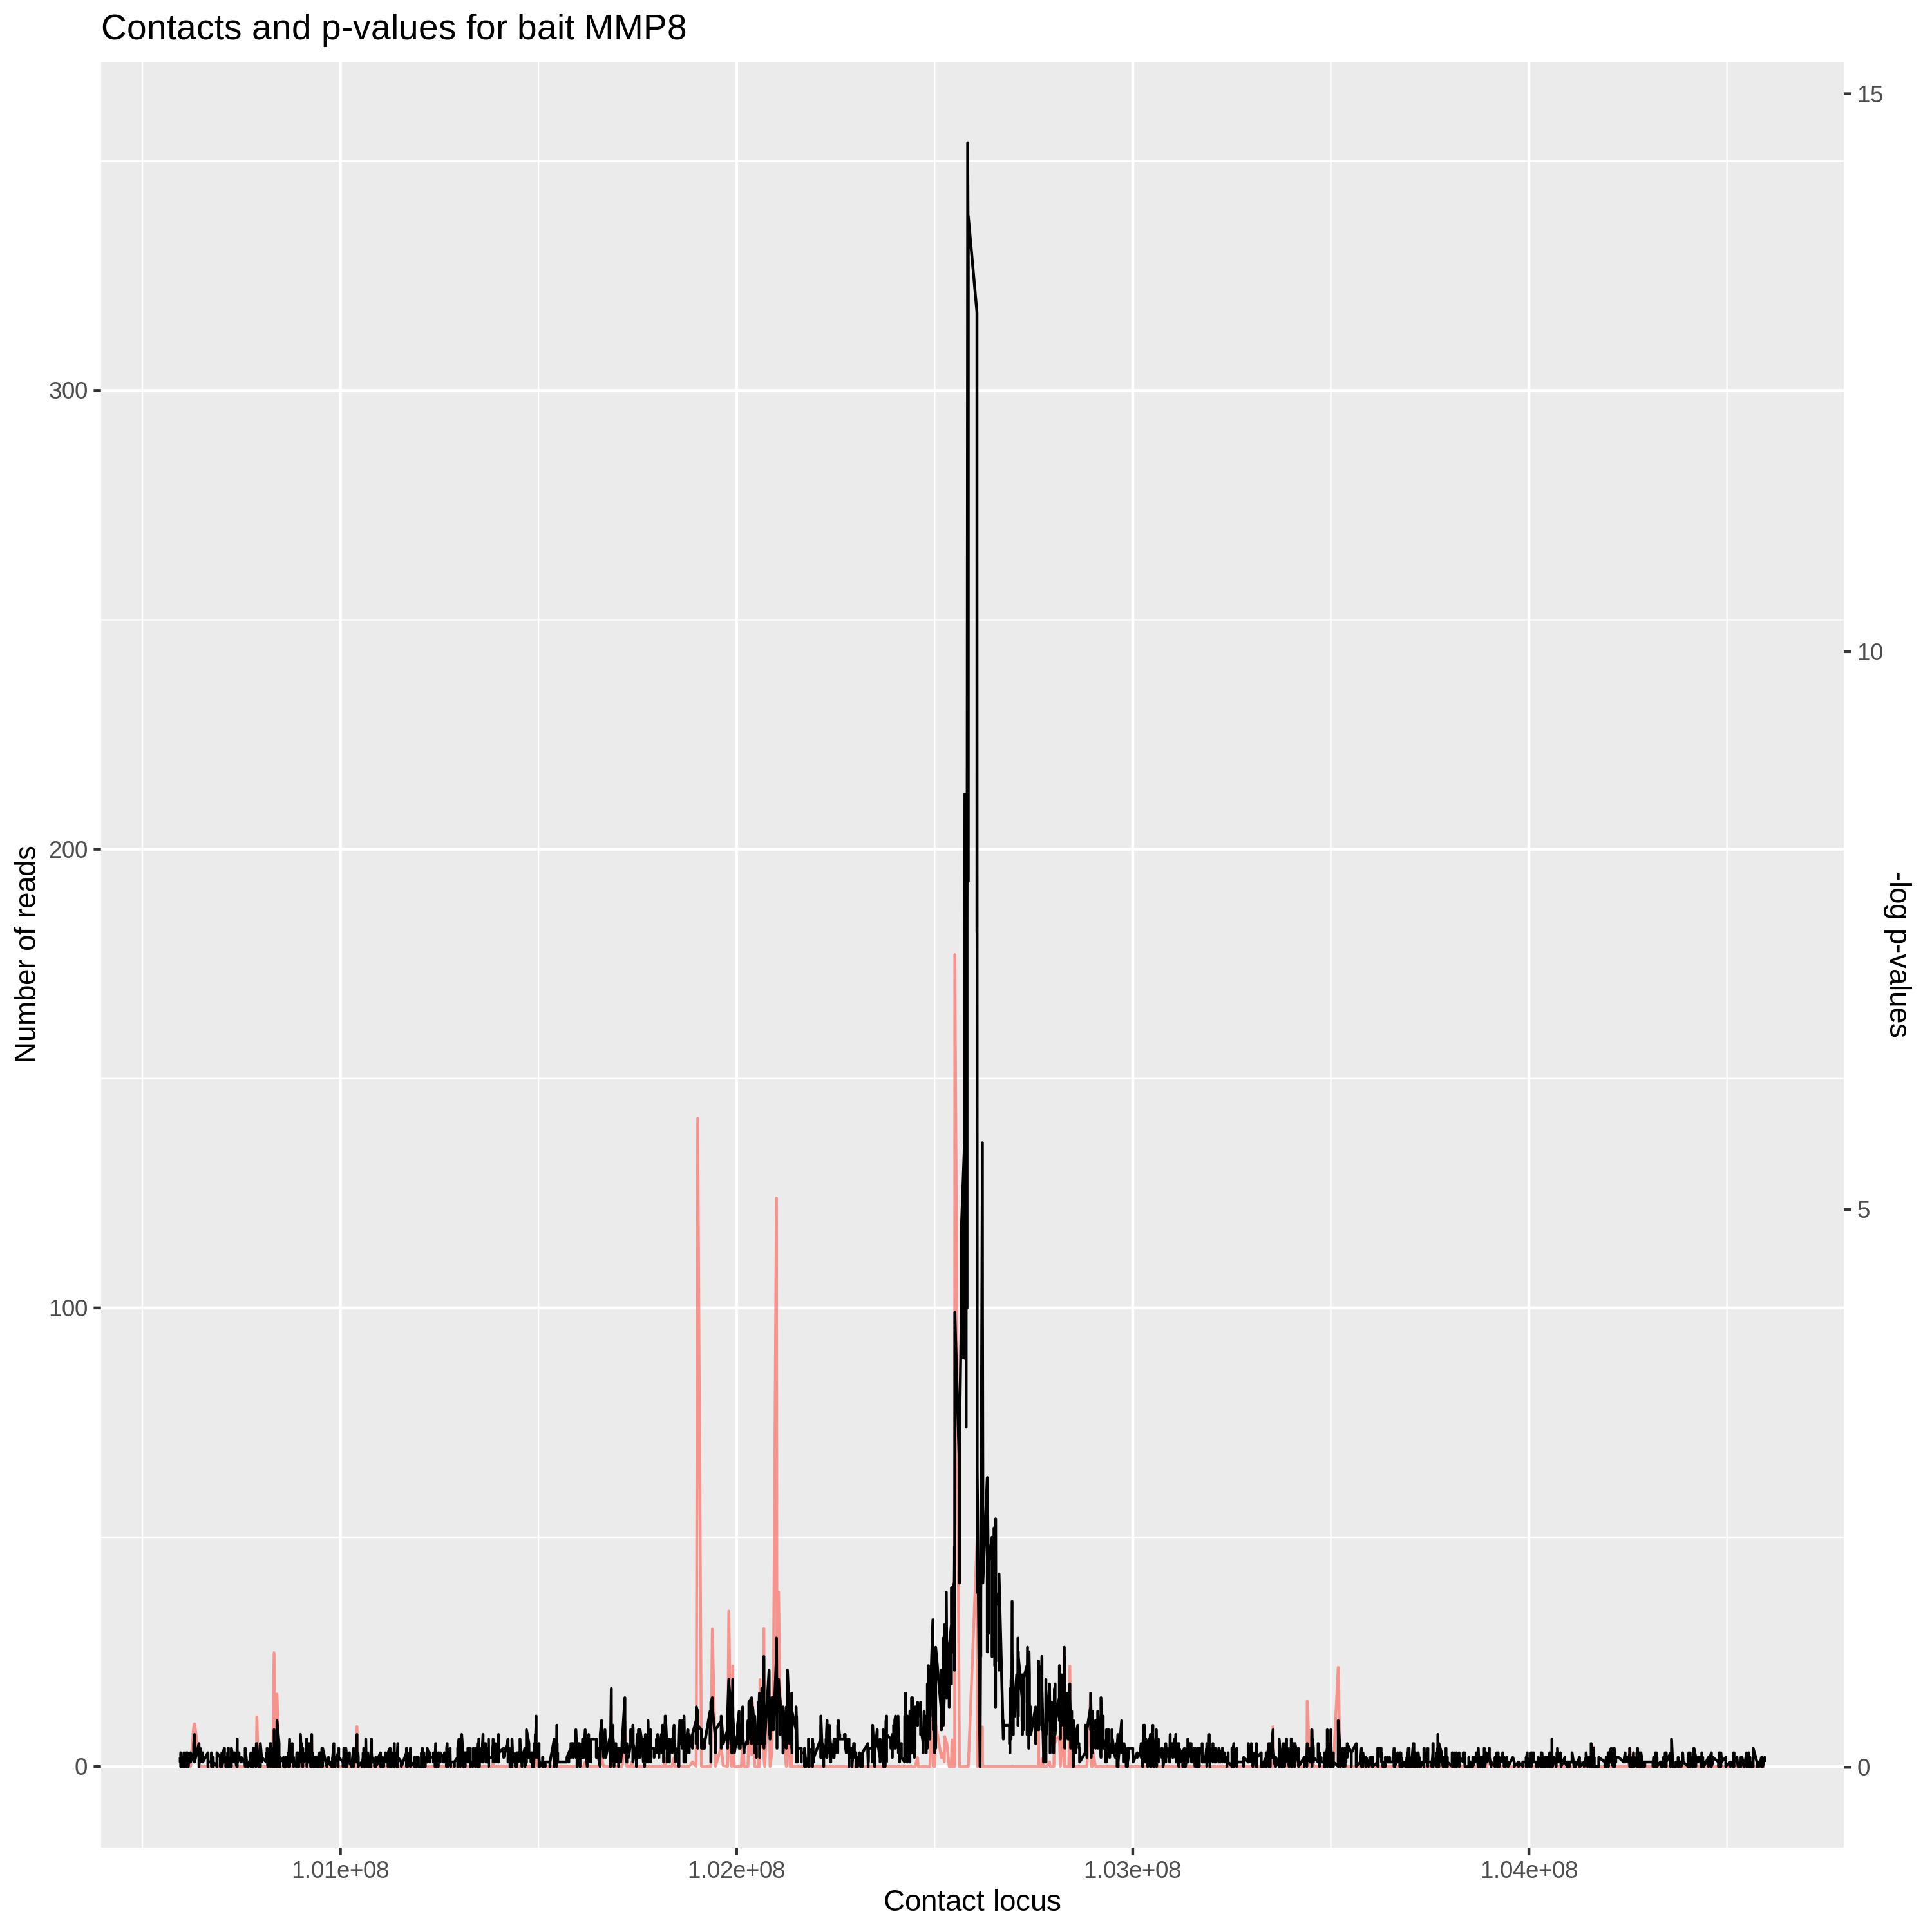 Contacts and p-values for bait MMP8
15
300
10
200
Number of reads
-log p-values
5
100
0
0
1.01e+08
1.02e+08
1.03e+08
1.04e+08
Contact locus